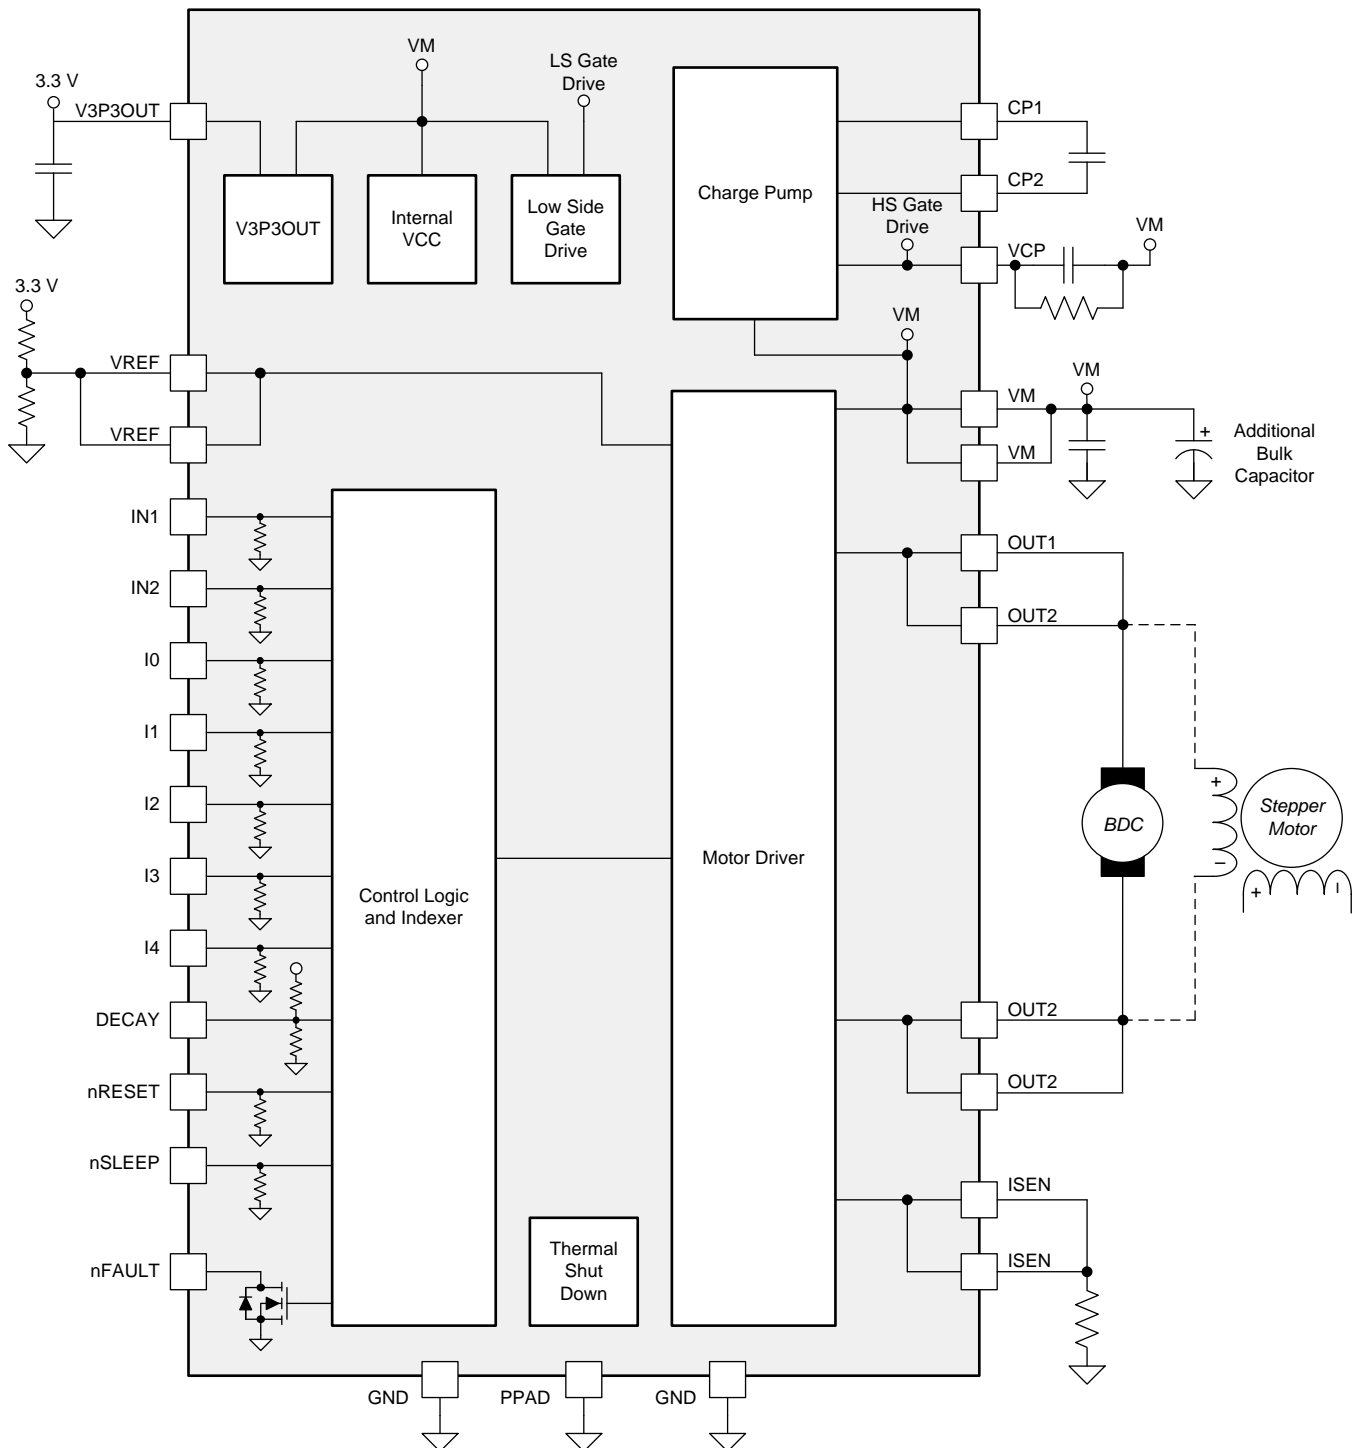 VM
LS Gate
Drive
3.3 V
V3P3OUT
CP1
V3P3OUT
Internal
VCC
Low Side
Gate
Drive
Charge Pump
CP2
HS Gate
Drive
VCP
VM
3.3 V
VM
VREF
VM
VM
VREF
VM
+
Additional
Bulk
Capacitor
IN1
OUT1
IN2
OUT2
I0
I1
I2
+
BDC
Stepper
Motor
I3
Motor Driver
−
Control Logic
and Indexer
+
−
I4
DECAY
OUT2
nRESET
OUT2
nSLEEP
ISEN
nFAULT
Thermal
Shut
Down
ISEN
GND
PPAD
GND